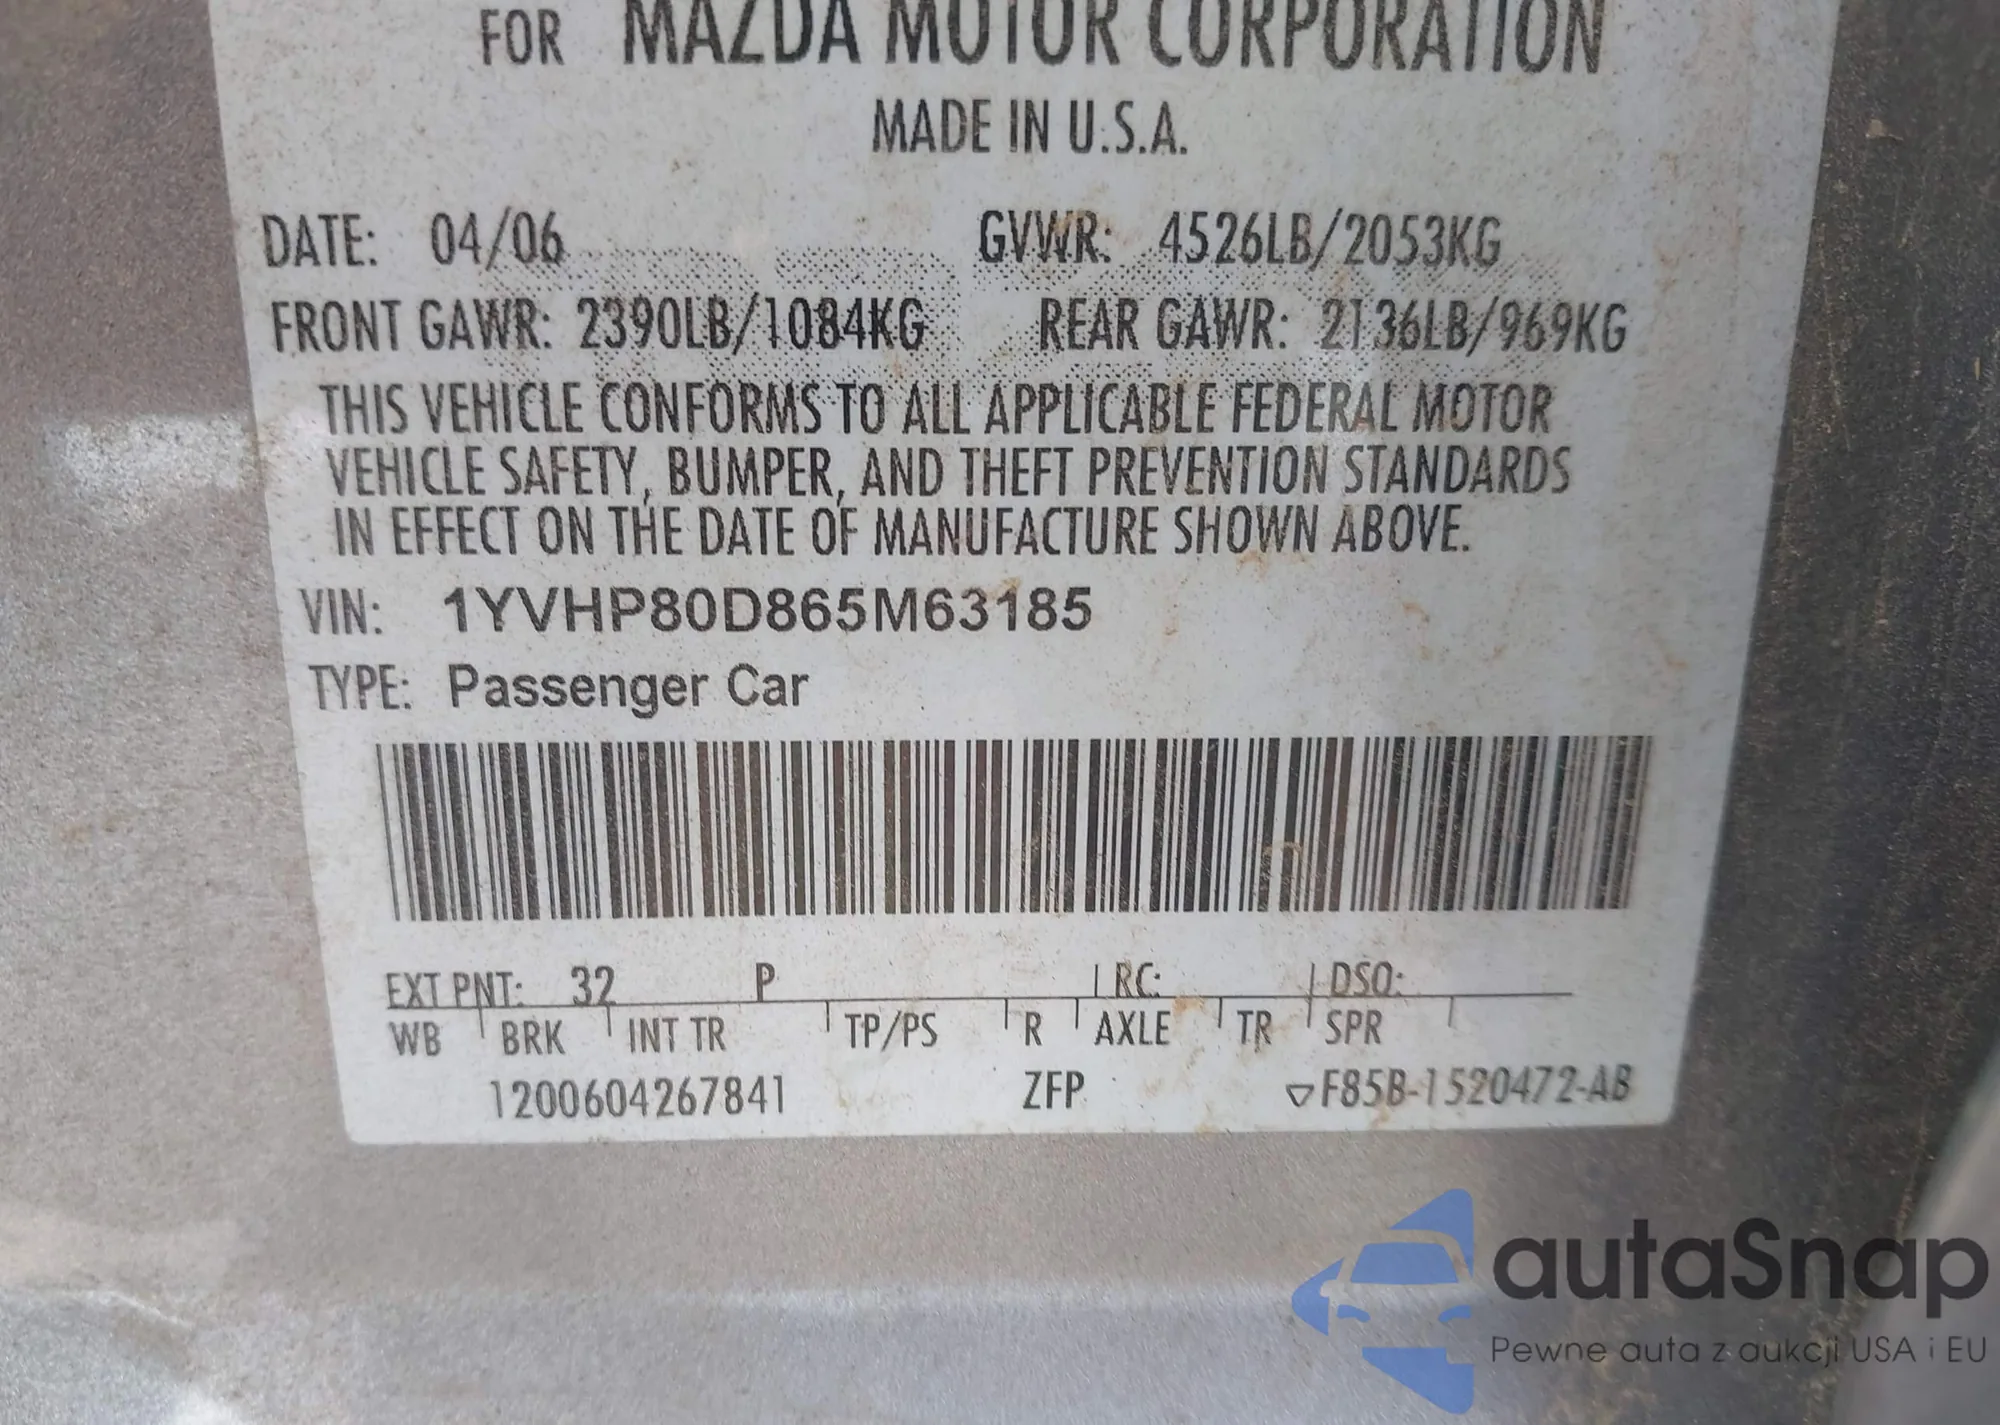 FOR MAZDA MOTOR CORPORATION
MADE IN U.S.A.
DATE: 04/06 GVWR: 4526LB/2053KG
FRONT GAWR: 2390LB/1084KG REAR GAWR: 2136LB/969KG
THIS VEHICLE CONFORMS TO ALL APPLICABLE FEDERAL MOTOR
VEHICLE SAFETY, BUMPER, AND THEFT PREVENTION STANDARDS
IN EFFECT ON THE DATE OF MANUFACTURE SHOWN ABOVE.
VIN: 1YVHP80D865M63185
TYPE: Passenger Car
EXT PNT: 32 P RC: DSO:
WB BRK INT TR TP/PS R AXLE TR SPR
1200604267841 ZFP ▽F85B-1520472-AB
autaSnap
Pewne auta z aukcji USA i EU